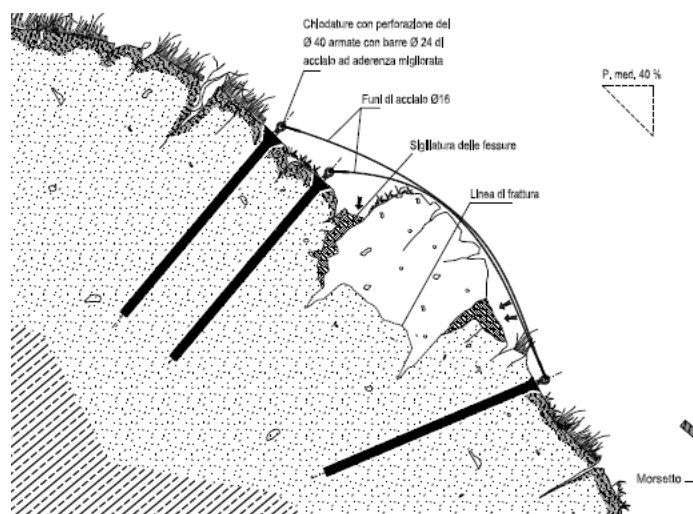 Chiodature con perforazione del
Ø 40 armate con barre Ø 24 di
acciaio ad aderenza migliorata
P. med. 40 %
Funi di acciaio Ø16
Sigillatura delle fessure
Linea di frattura
Morsetto